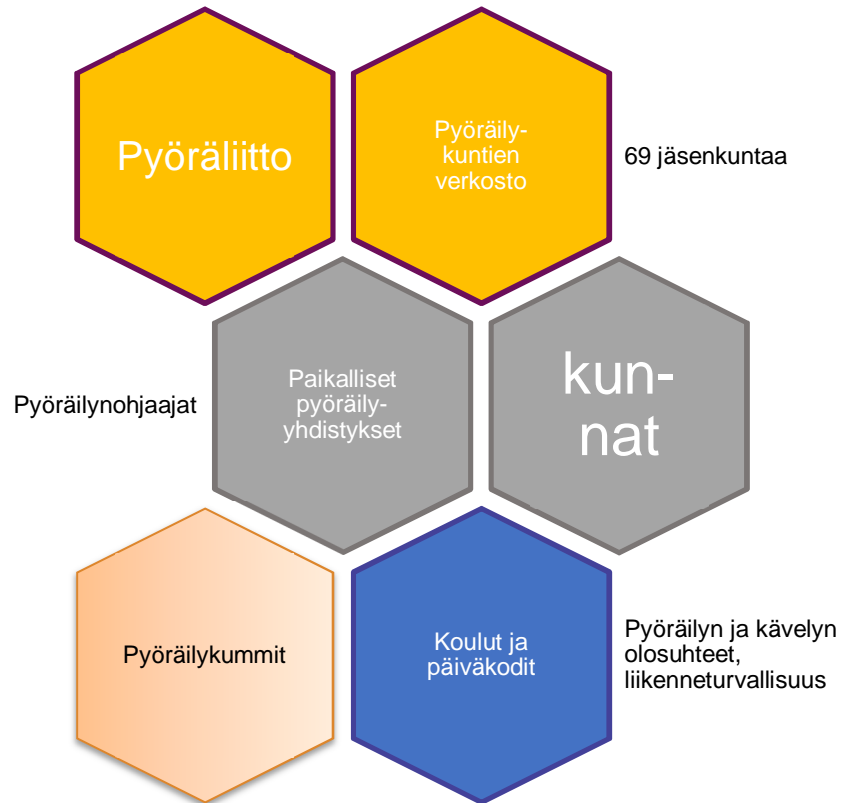 Pyöräliitto
Pyöräily-
kuntien
verkosto
69 jäsenkuntaa
Pyöräilynohjaajat
Paikalliset
pyöräily-
yhdistykset
kun-
nat
Pyöräilykummit
Koulut ja
päiväkodit
Pyöräilyn ja kävelyn
olosuhteet,
liikenneturvallisuus